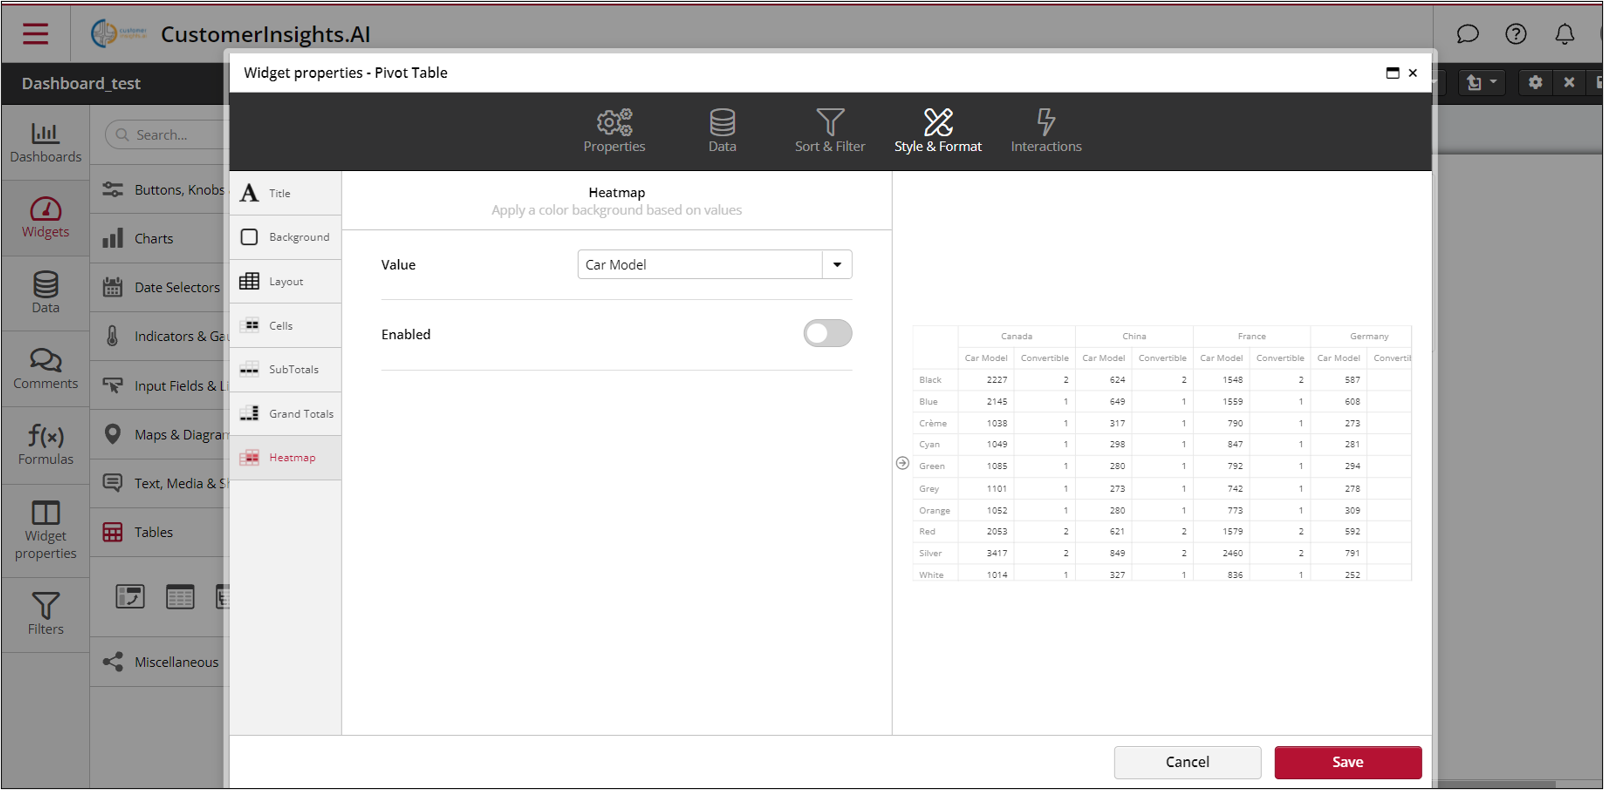 customer
CustomerInsights.AI
Dashboard_test
Widget properties - Pivot Table
Properties
Data
Sort & Filter
Style & Format
Interactions
Dashboards
Widgets
Data
Comments
Formulas
Widget
properties
Filters
Search...
Buttons, Knobs
Charts
Date Selectors
Indicators & Gau
Input Fields & Li
Maps & Diagram
Text, Media & S
Tables
Miscellaneous
Title
Background
Layout
Cells
SubTotals
Grand Totals
Heatmap
Heatmap
Apply a color background based on values
Value
Car Model
Enabled
Canada China France Germany
Car Model Convertible Car Model Convertible Car Model Convertible Car Model Convertil
Black 2227 2 624 2 1548 2 587
Blue 2145 1 649 1 1559 1 608
Crème 1038 1 317 1 790 1 273
Cyan 1049 1 298 1 847 1 281
Green 1085 1 280 1 792 1 294
Grey 1101 1 273 1 742 1 278
Orange 1052 1 280 1 773 1 309
Red 2053 2 621 2 1579 2 592
Silver 3417 2 849 2 2460 2 791
White 1014 1 327 1 836 1 252
Cancel
Save